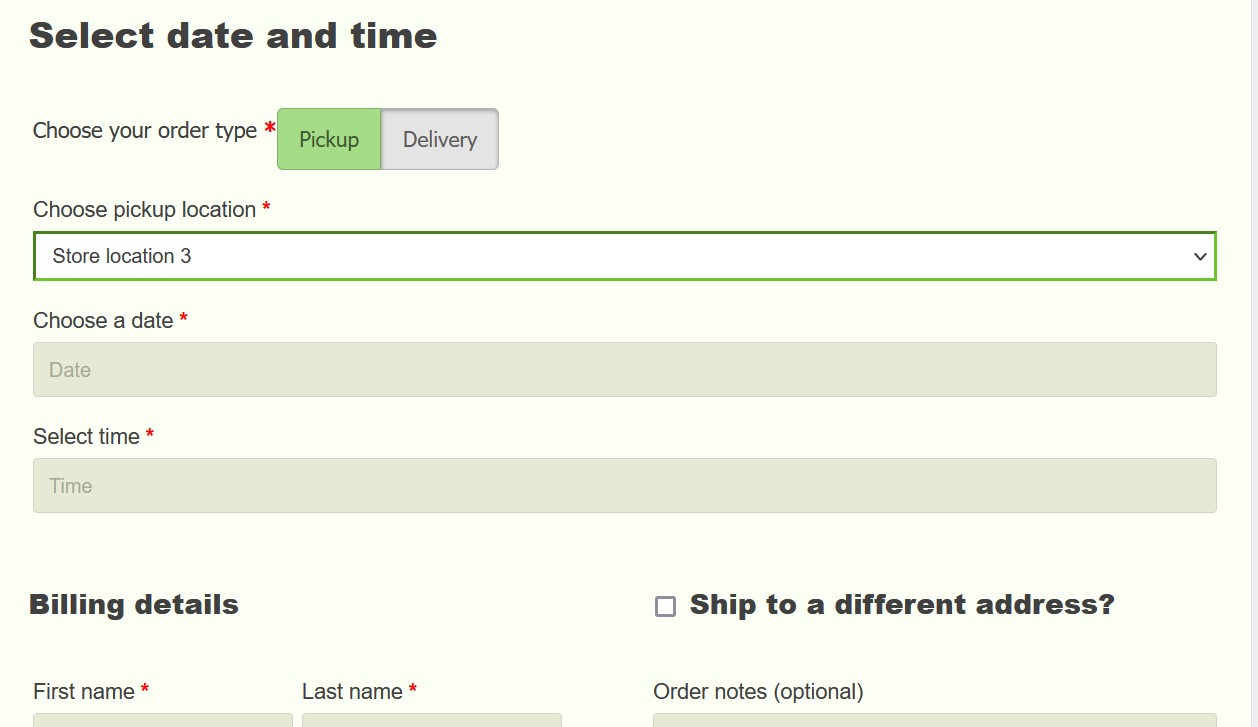 Select date and time
Choose your order type * Pickup Delivery
Choose pickup location *
Store location 3
Choose a date *
Date
Select time *
Time
Billing details
Ship to a different address?
First name * Last name *
Order notes (optional)